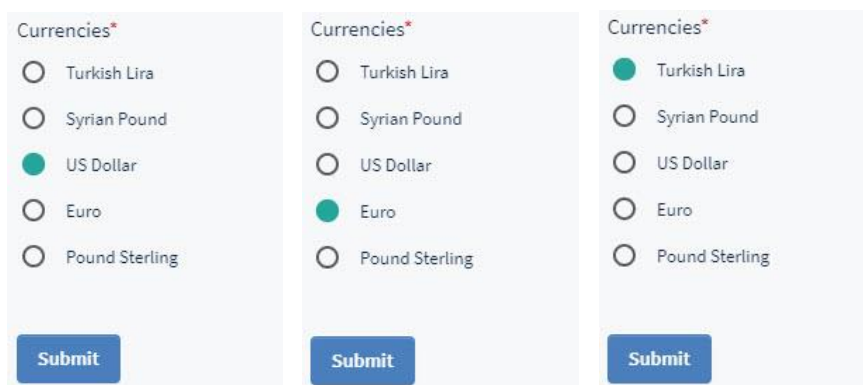 Currencies*
Turkish Lira
Syrian Pound
US Dollar
Euro
Pound Sterling
Submit
Currencies*
Turkish Lira
Syrian Pound
US Dollar
Euro
Pound Sterling
Submit
Currencies*
Turkish Lira
Syrian Pound
US Dollar
Euro
Pound Sterling
Submit